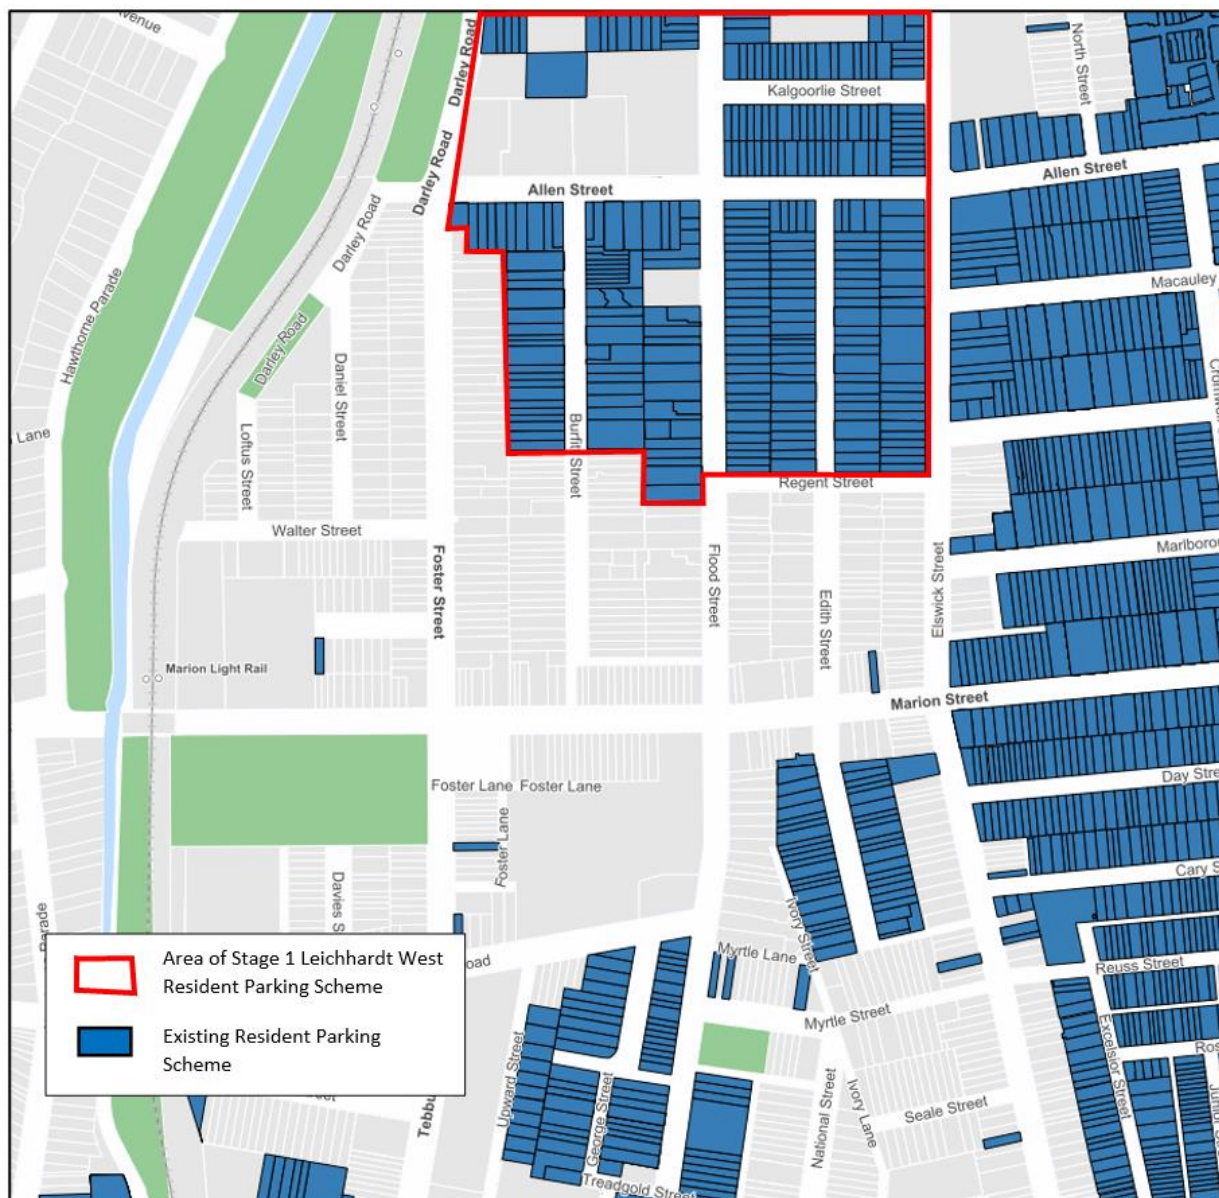 Avenue
Darley Road
Darley Road
Darley Road
Darley Road
Hawthorne Parade
Lane
Daniel Street
Loftus Street
Walter Street
Foster Street
Marion Light Rail
Kalgoorlie Street
Allen Street
Burfitt Street
Regent Street
Flood Street
Edith Street
Elswick Street
North Street
Allen Street
Macauley
Marlboro
Marion Street
Day Stre
Cary S
Foster Lane Foster Lane
Foster Lane
Davies S
Parade
Road
Myrtle Lane
Ivory Street
Myrtle Street
Reuss Street
Excelsior Street
Ros
Upward Street
George Street
National Street
Ivory Lane
Seale Street
Treadgold Street
Area of Stage 1 Leichhardt West
Resident Parking Scheme
Existing Resident Parking
Scheme